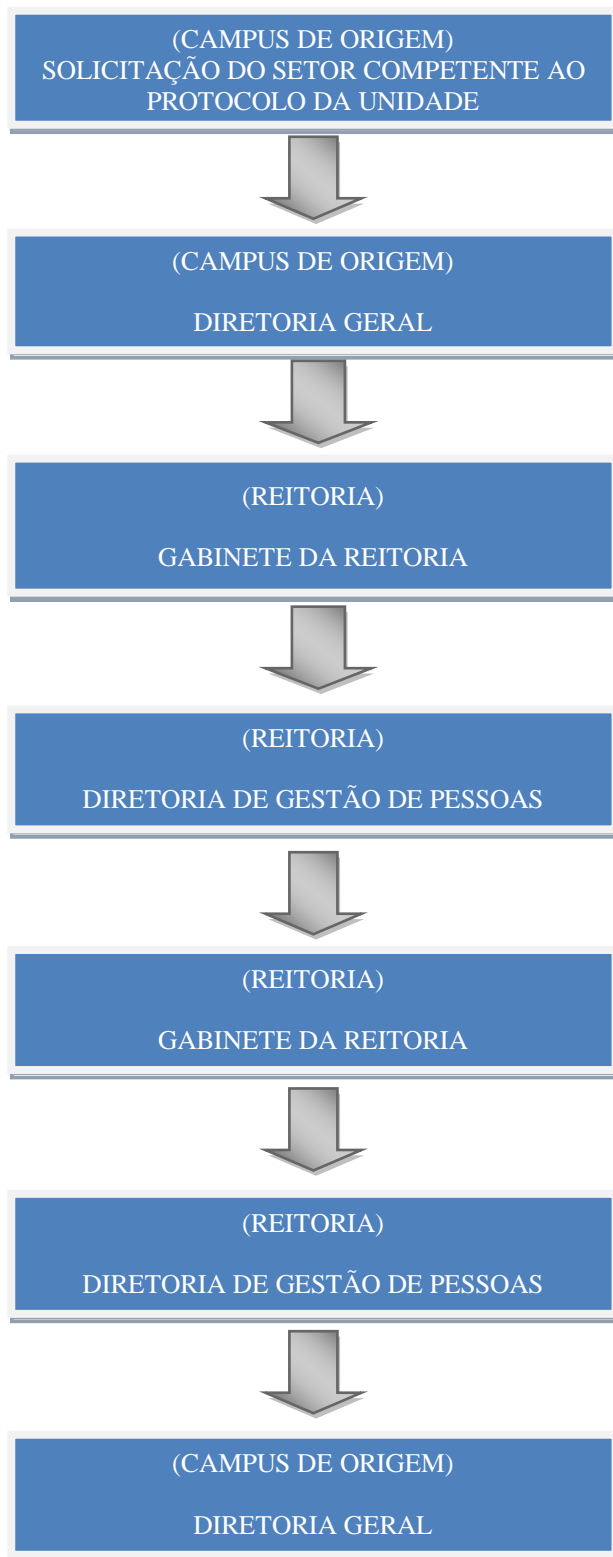 (CAMPUS DE ORIGEM)
SOLICITAÇÃO DO SETOR COMPETENTE AO
PROTOCOLO DA UNIDADE
(CAMPUS DE ORIGEM)
DIRETORIA GERAL
(REITORIA)
GABINETE DA REITORIA
(REITORIA)
DIRETORIA DE GESTÃO DE PESSOAS
(REITORIA)
GABINETE DA REITORIA
(REITORIA)
DIRETORIA DE GESTÃO DE PESSOAS
(CAMPUS DE ORIGEM)
DIRETORIA GERAL